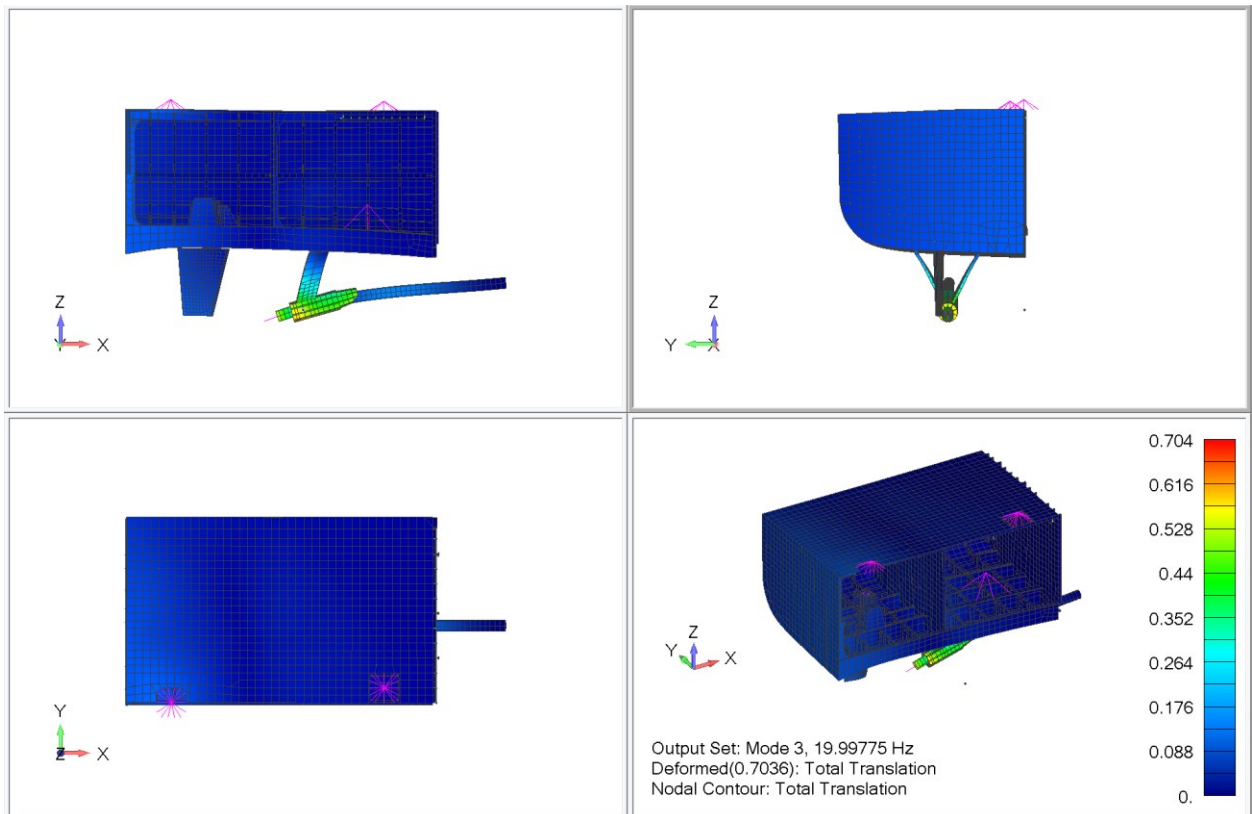 Z
Y
X
Z
Y
X
Y
Z
X
Z
Y
X
0.704
0.616
0.528
0.44
0.352
0.264
0.176
0.088
0.
Output Set: Mode 3, 19.99775 Hz
Deformed(0.7036): Total Translation
Nodal Contour: Total Translation